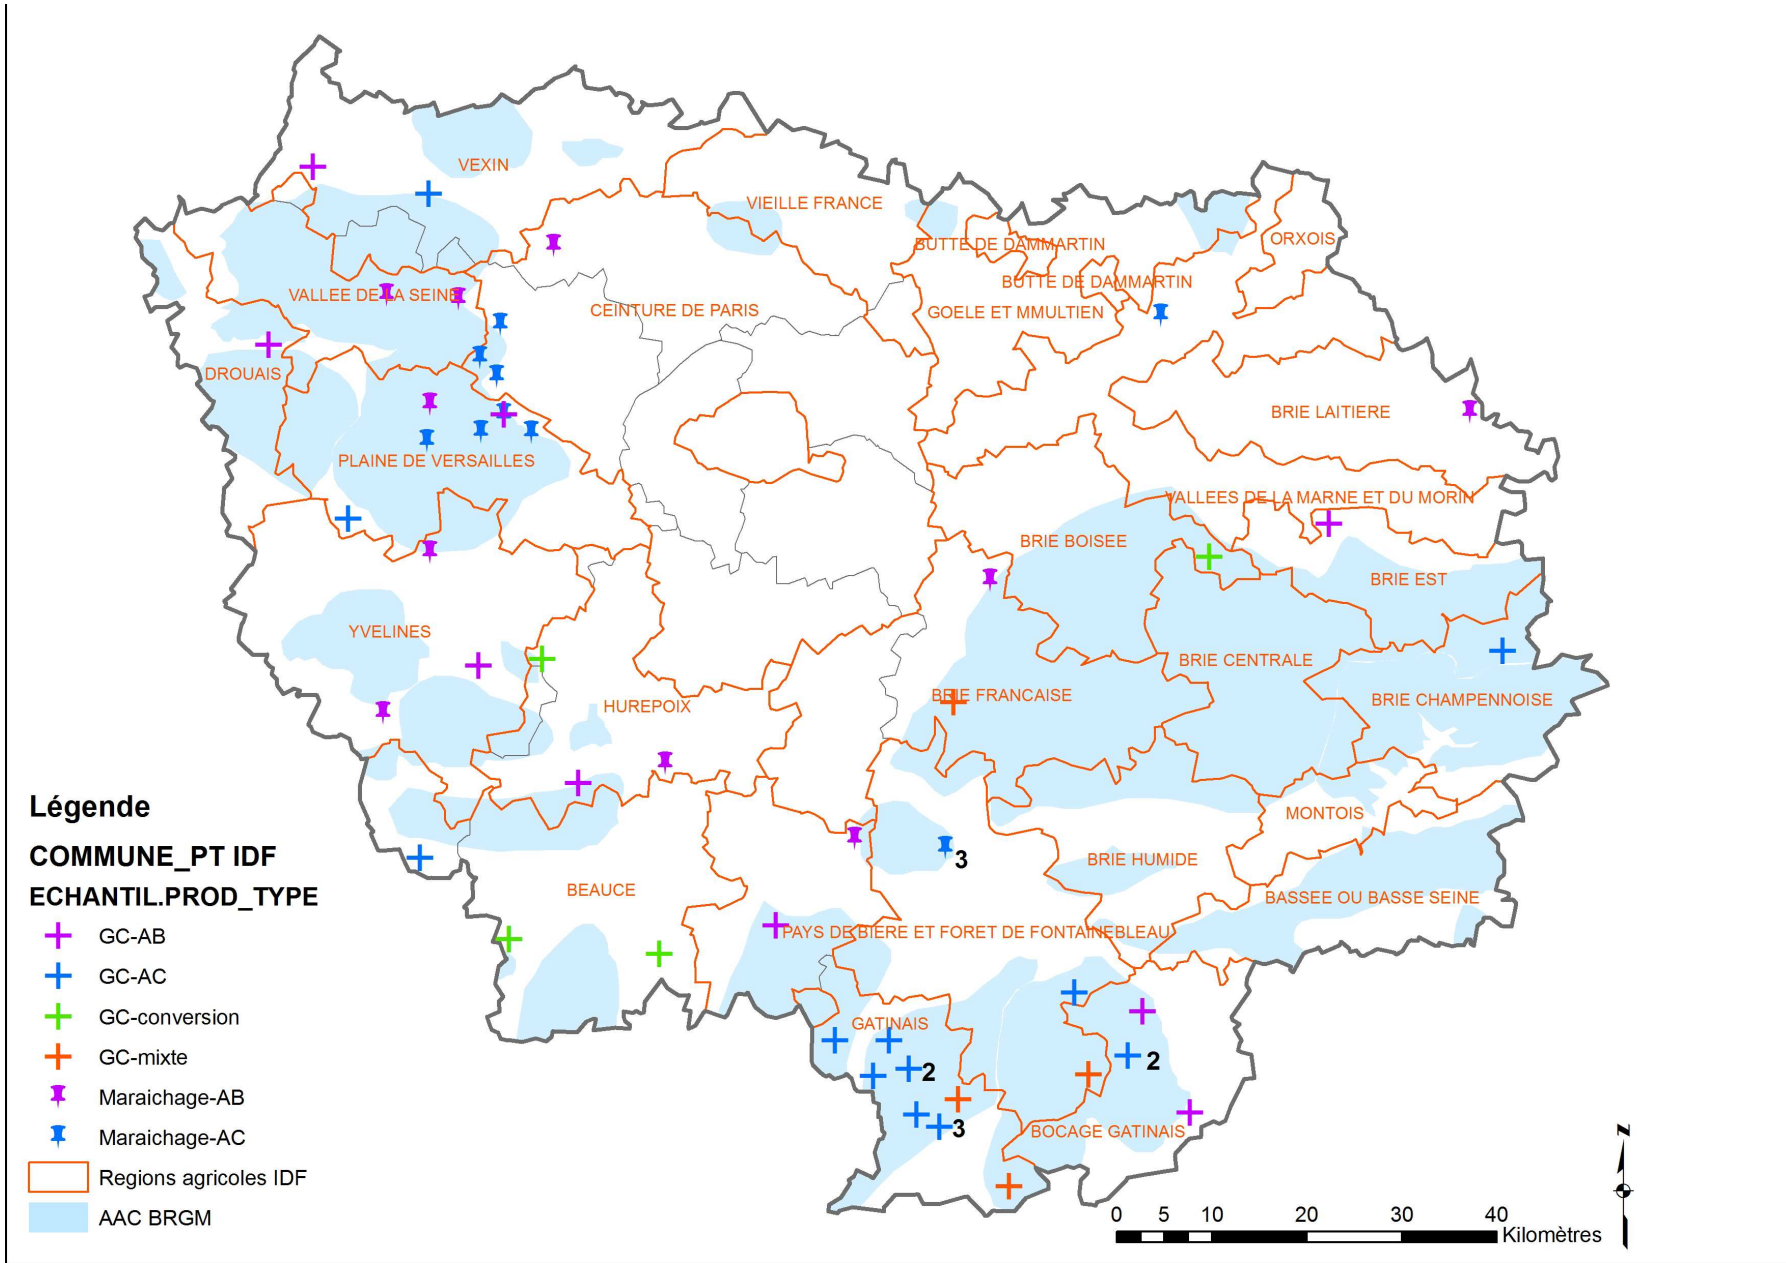 VEXIN
VIEILLE FRANCE
BUTTE DE DAMMARTIN
ORXOIS
BUTTE DE DAMMARTIN
VALLEE DE LA SEINE
CEINTURE DE PARIS
GOELE ET MMULTIEN
DROUAIS
BRIE LAITIERE
PLAINE DE VERSAILLES
VALLEES DE LA MARNE ET DU MORIN
BRIE BOISEE
BRIE EST
YVELINES
BRIE CENTRALE
BRIE FRANCAISE
BRIE CHAMPENNOISE
HUREPOIX
MONTOIS
3
BRIE HUMIDE
BEAUCE
BASSEE OU BASSE SEINE
PAYS DE BIERE ET FORET DE FONTAINEBLEAU
GATINAIS
2
2
3
BOCAGE GATINAIS
Légende
COMMUNE_PT IDF
ECHANTIL.PROD_TYPE
GC-AB
GC-AC
GC-conversion
GC-mixte
Maraichage-AB
Maraichage-AC
Regions agricoles IDF
AAC BRGM
N
0 5 10 20 30 40
Kilomètres